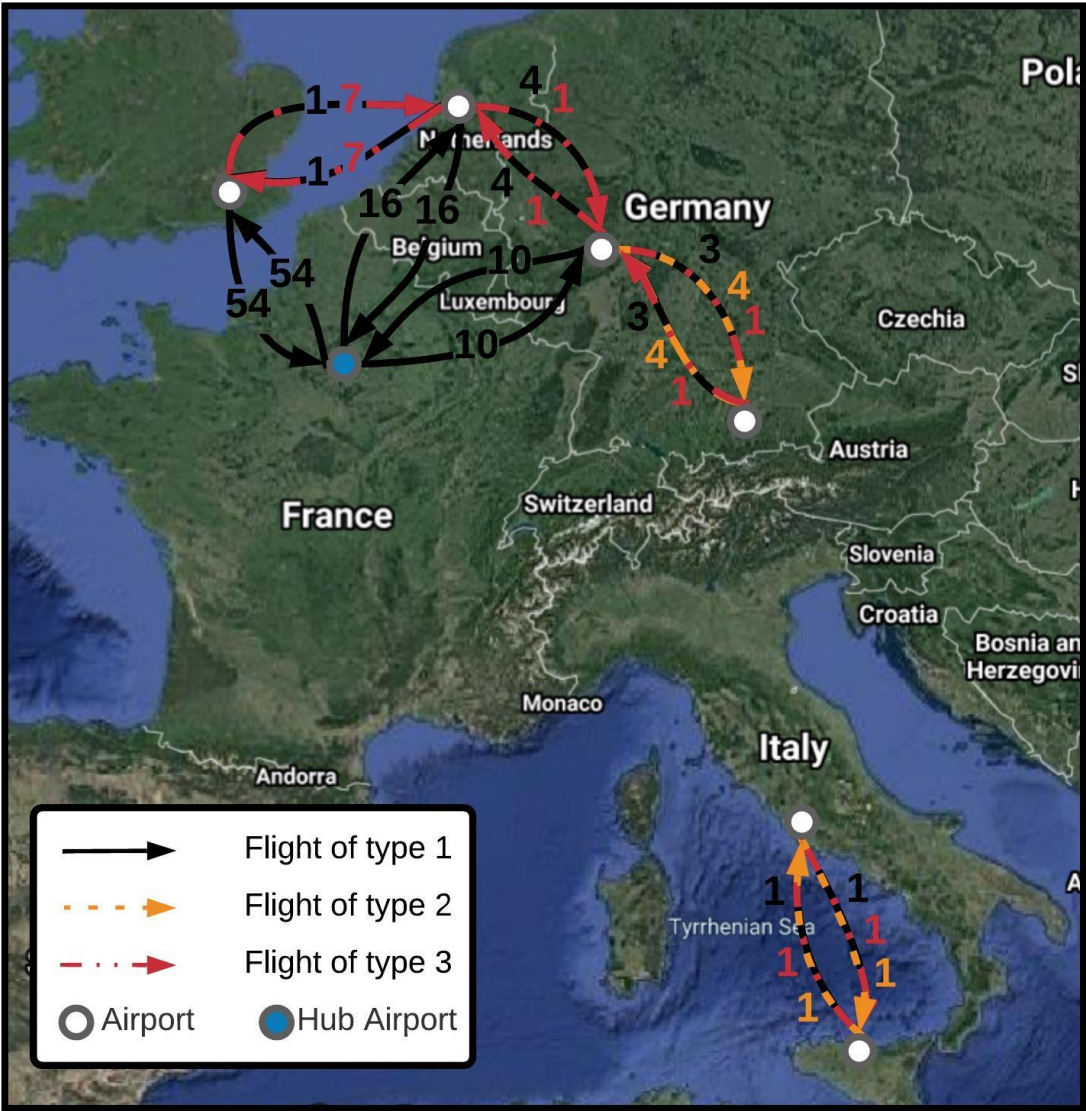 Pola
1-7
4
1
Netherlands
1
7
16
16
4
1
Germany
Belgium
10
3
54
54
Luxembourg
4
3
1
Czechia
10
4
1
Austria
Switzerland
France
Slovenia
Croatia
Bosnia an
Herzegovi
Monaco
Italy
Andorra
Flight of type 1
Flight of type 2
Flight of type 3
Airport
Hub Airport
1
1
Tyrrhenian Sea
1
1
1
1